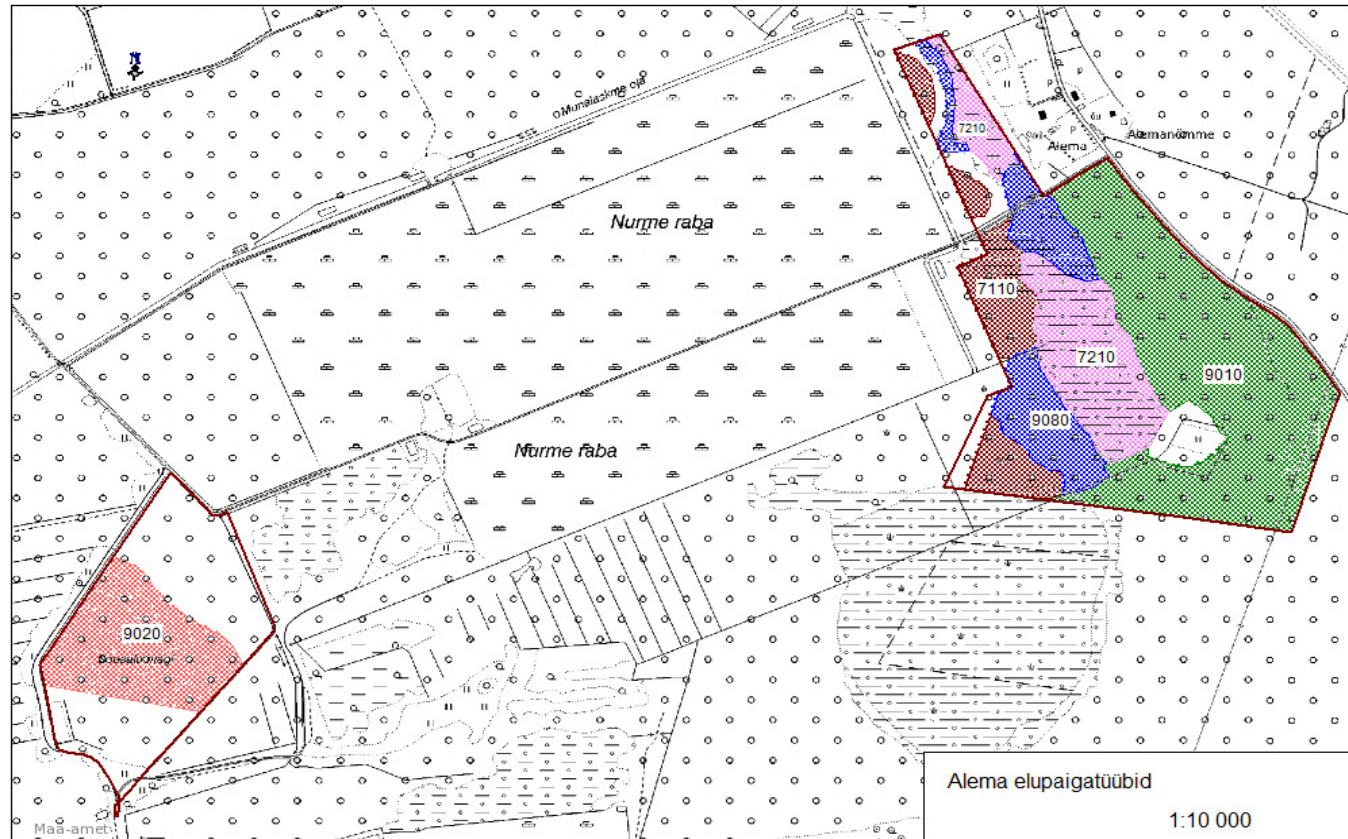 Munalaskme oja
7210
Alema
Alemanõmme
Nurme raba
7110
7210
9010
Nurme raba
9080
9020
Alema elupaigatüübid
1:10 000
Maa-amet